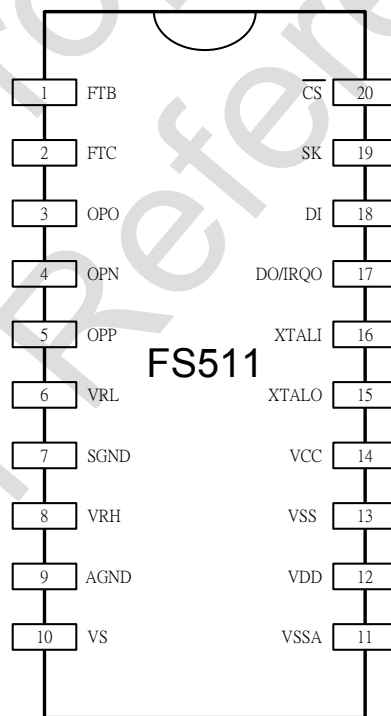 1 FTB CS 20
2 FTC SK 19
3 OPO DI 18
4 OPN DO/IRQO 17
5 OPP XTALI 16
FS511
6 VRL XTALO 15
7 SGND VCC 14
8 VRH VSS 13
9 AGND VDD 12
10 VS VSSA 11